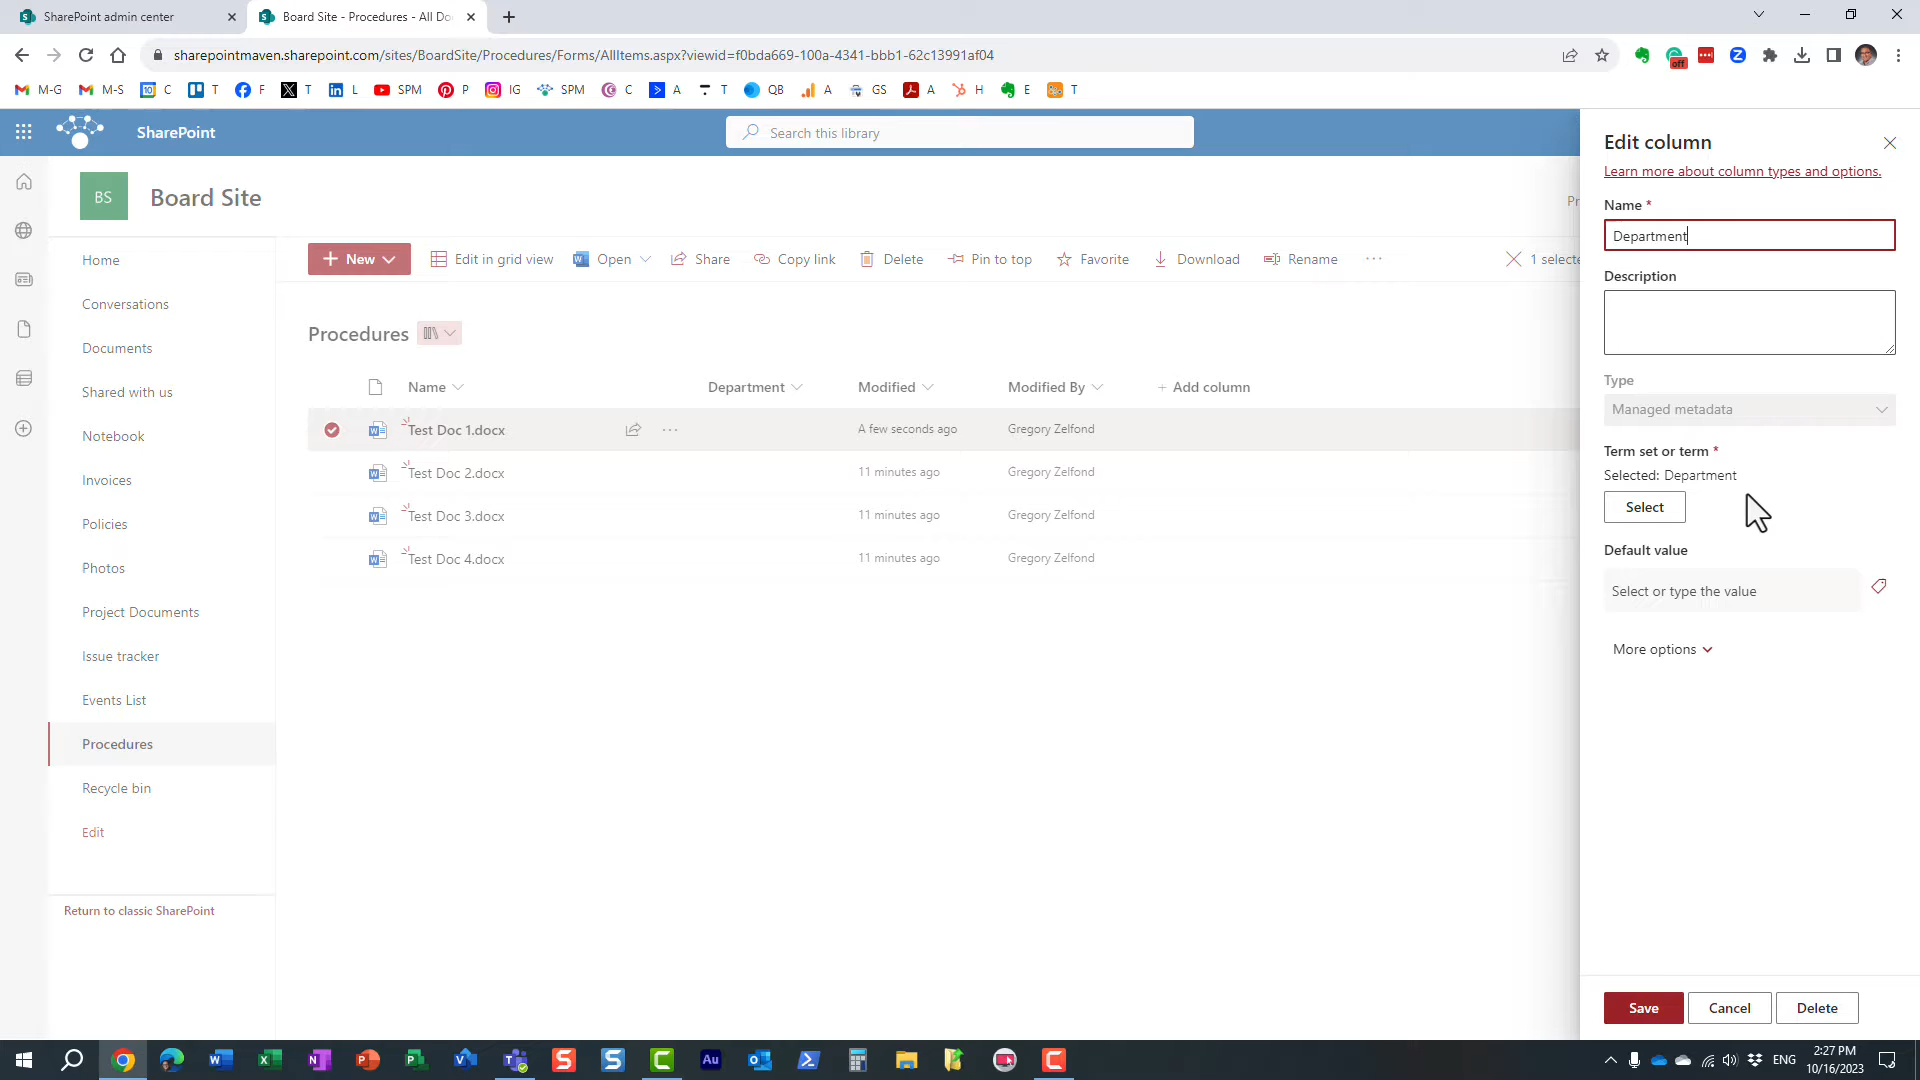 SharePoint admin center
Board Site - Procedures - All Do
sharepointmaven.sharepoint.com/sites/BoardSite/Procedures/Forms/AllItems.aspx?viewid=f0bda669-100a-4341-bbb1-62c13991af04
off
M-G M-S C T F T L SPM P IG SPM C A T QB A GS A H E T
SharePoint
Search this library
BS
Board Site
Pr
Home
Conversations
Documents
Shared with us
Notebook
Invoices
Policies
Photos
Project Documents
Issue tracker
Events List
Procedures
Recycle bin
Edit
Return to classic SharePoint
New
Edit in grid view
Open
Share
Copy link
Delete
Pin to top
Favorite
Download
Rename
1 selecte
Procedures
Name Department Modified Modified By Add column
Test Doc 1.docx A few seconds ago Gregory Zelfond
Test Doc 2.docx 11 minutes ago Gregory Zelfond
Test Doc 3.docx 11 minutes ago Gregory Zelfond
Test Doc 4.docx 11 minutes ago Gregory Zelfond
Edit column
Learn more about column types and options.
Name *
Department
Description
Type
Managed metadata
Term set or term *
Selected: Department
Select
Default value
Select or type the value
More options
Save
Cancel
Delete
ENG
2:27 PM
10/16/2023